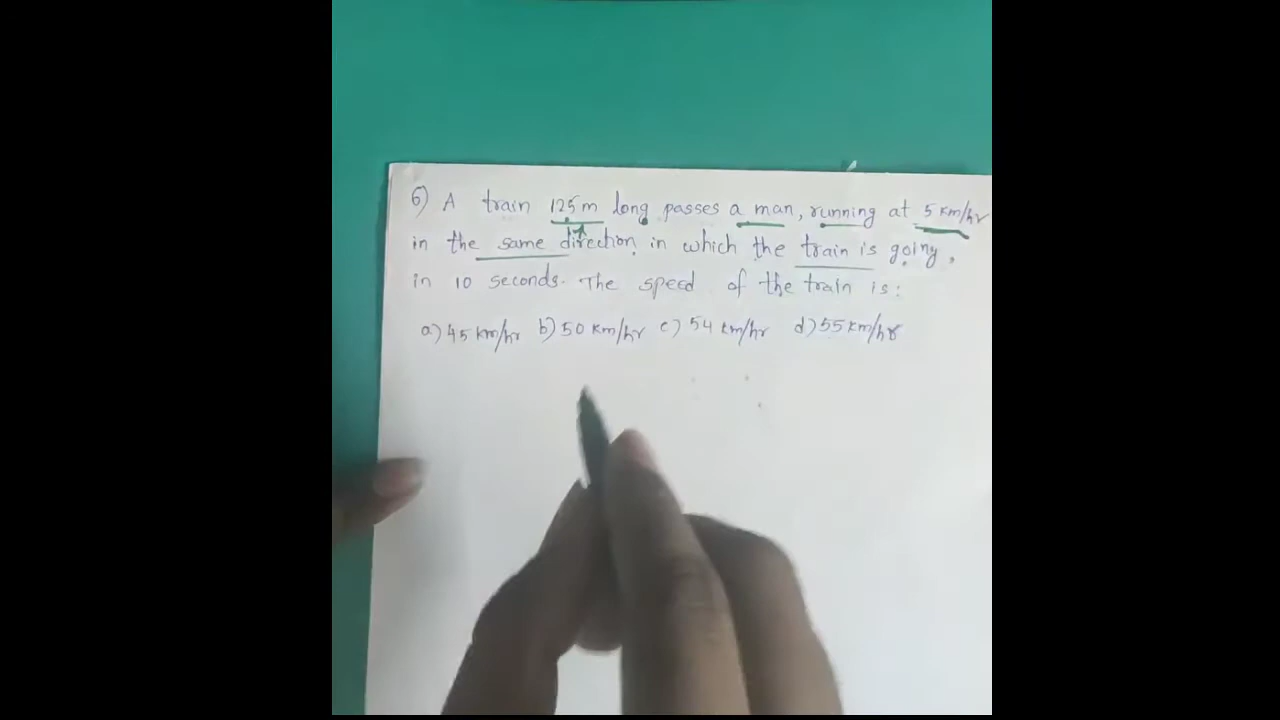 6) A train 125m long passes a man, running at 5 km/hr
in the same direction in which the train is going,
in 10 seconds. The speed of the train is:
a) 45 km/hr b) 50 km/hr c) 54 km/hr d) 55 km/hr